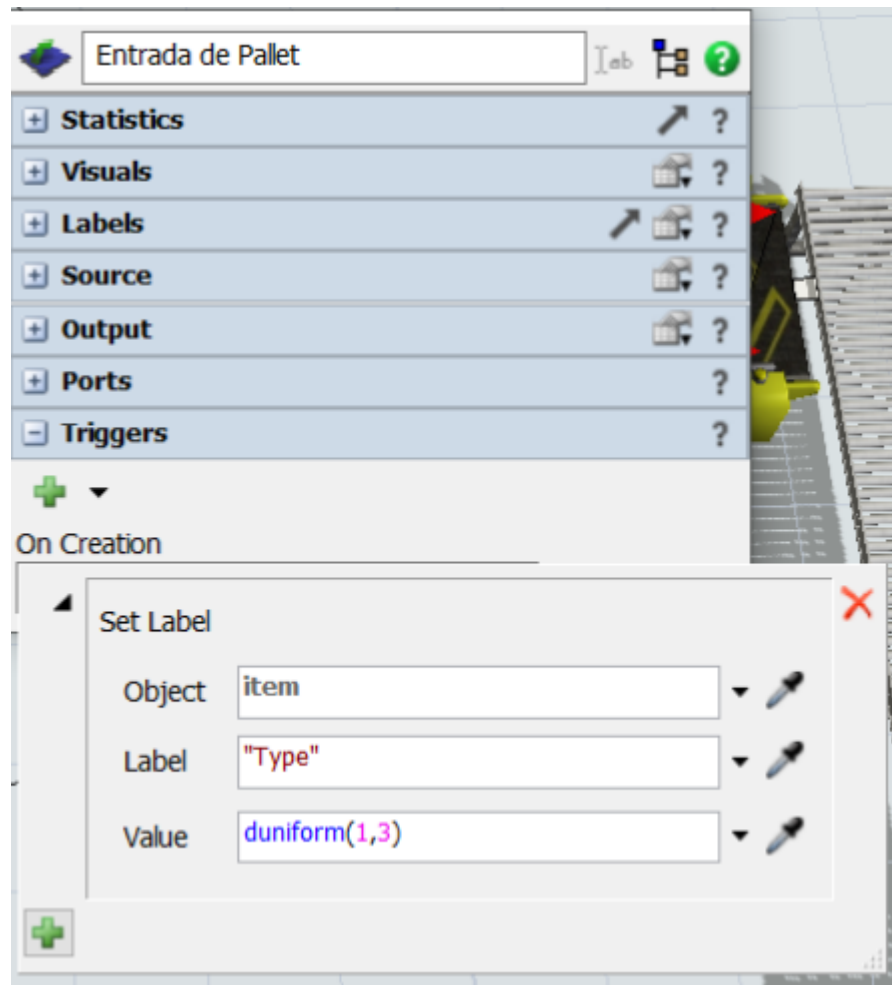 Entrada de Pallet
Statistics ?
Visuals ?
Labels ?
Source ?
Output ?
Ports ?
Triggers ?
On Creation
Set Label
Object item
Label "Type"
Value duniform(1,3)